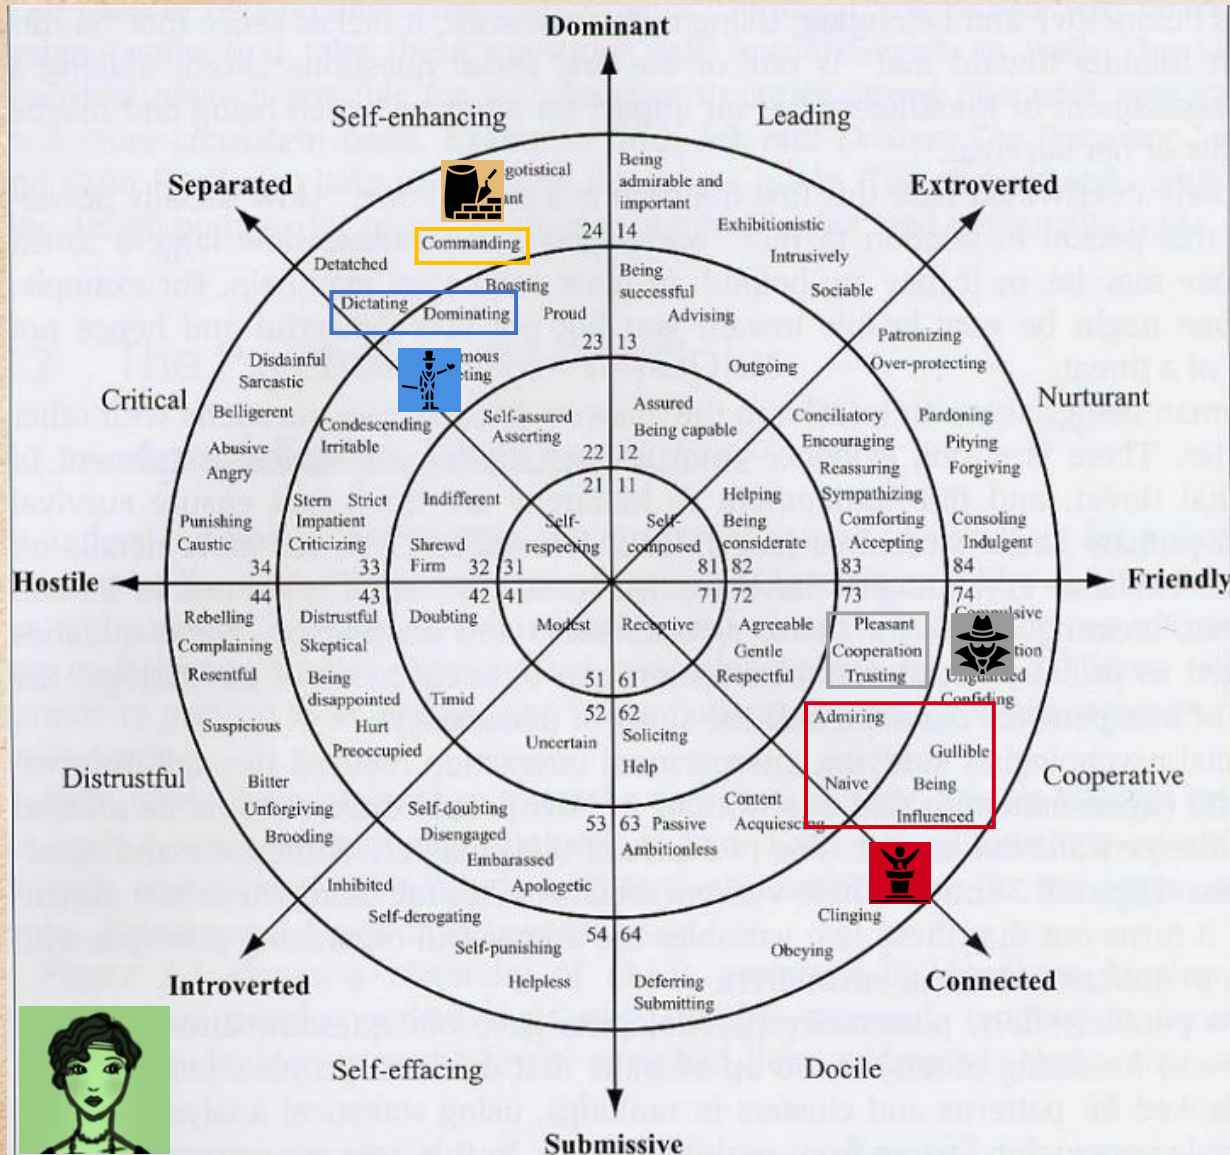 Dominant
Self-enhancing
Leading
Separated
Extroverted
gotistical
nt
Commanding
Detatched
24
14
Being
admirable and
important
Exhibitionistic
Intrusively
Boasting
Dictating
Dominating
Proud
23
13
Being
successful
Advising
Sociable
Outgoing
Patronizing
Over-protecting
Critical
Nurturant
Disdainful
Sarcastic
Belligerent
Abusive
Angry
mous
ting
Condescending
Irritable
Self-assured
Asserting
22
12
Assured
Being capable
Conciliatory
Encouraging
Reassuring
Sympathizing
Pardoning
Pitying
Forgiving
Stern Strict
Impatient
Criticizing
Indifferent
21
11
Helping
Being
considerate
Comforting
Accepting
Consoling
Indulgent
Punishing
Caustic
Shrewd
Firm
Self-
respecting
Self-
composed
34
33
32
31
81
82
83
84
Hostile
Friendly
44
43
42
41
71
72
73
74
Rebelling
Complaining
Resentful
Distrustful
Skeptical
Being
disappointed
Doubting
Modest
Receptive
Agreeable
Gentle
Respectful
Pleasant
Cooperation
Trusting
Compulsive
tion
Unguarded
Confiding
51
61
Timid
Suspicious
Hurt
Preoccupied
Uncertain
52
62
Solicitng
Help
Admiring
Gullible
Naive
Being
Influenced
Distrustful
Cooperative
Bitter
Unforgiving
Brooding
Self-doubting
Disengaged
Embarassed
Apologetic
53
63
Passive
Ambitionless
Content
Acquiescing
Inhibited
Self-derogating
Self-punishing
Helpless
54
64
Deferring
Submitting
Clinging
Obeying
Introverted
Connected
Self-effacing
Docile
Submissive